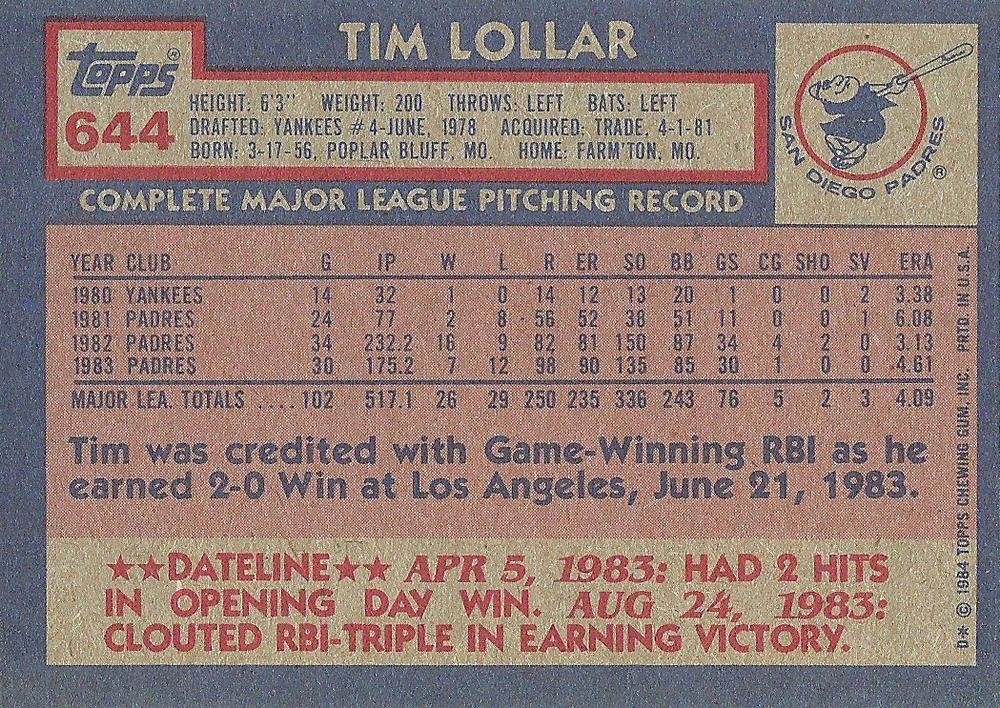 TIM LOLLAR
Topps®
644
HEIGHT: 6'3" WEIGHT: 200 THROWS: LEFT BATS: LEFT
DRAFTED: YANKEES #4-JUNE, 1978 ACQUIRED: TRADE, 4-1-81
BORN: 3-17-56, POPLAR BLUFF, MO. HOME: FARM'TON, MO.
SAN DIEGO PADRES®
COMPLETE MAJOR LEAGUE PITCHING RECORD
YEAR CLUB G IP W L R ER SO BB GS CG SHO SV ERA
1980 YANKEES 14 32 1 0 14 12 13 20 1 0 0 2 3.38
1981 PADRES 24 77 2 8 56 52 38 51 11 0 0 1 6.08
1982 PADRES 34 232.2 16 9 82 81 150 87 34 4 2 0 3.13
1983 PADRES 30 175.2 7 12 98 90 135 85 30 1 0 0 4.61
MAJOR LEA. TOTALS .... 102 517.1 26 29 250 235 336 243 76 5 2 3 4.09
Tim was credited with Game-Winning RBI as he
earned 2-0 Win at Los Angeles, June 21, 1983.
★★DATELINE★★ APR 5, 1983: HAD 2 HITS
IN OPENING DAY WIN. AUG 24, 1983:
CLOUTED RBI-TRIPLE IN EARNING VICTORY.
D* © 1984 TOPPS CHEWING GUM, INC. PRTD. IN U.S.A.